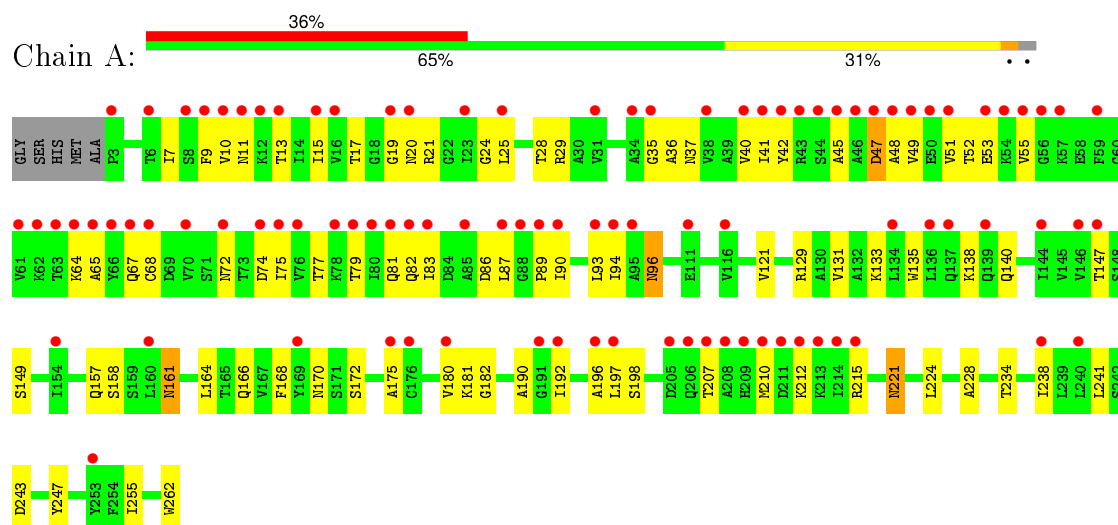 36%
Chain A:
65% 31% • •
GLY SER HIS MET ALA P3 T6 I7 S8 F9 V10 N11 K12 T13 I14 I15 V16 T17 G18 G19 N20 R21 G22 I23 G24 L25 T28 R29 A30 V31 A34 G35 A36 N37 V38 A39 V40 I41 Y42 R43 S44 A45 A46 D47 A48 V49 E50 V51 T52 E53 K54 V55 G56 K57 E58 F59 G60
V61 K62 T63 K64 A65 Y66 Q67 C68 D69 V70 S71 N72 T73 D74 I75 V76 T77 K78 T79 I80 Q81 Q82 I83 D84 A85 D86 L87 G88 P89 I90 L93 I94 A95 N96 E111 V116 V121 R129 A130 V131 A132 K133 L134 W135 L136 Q137 K138 Q139 Q140 I144 V145 V146 T147 S148
S149 I154 Q157 S158 S159 L160 N161 L164 T165 Q166 V167 F168 Y169 N170 S171 S172 A175 C176 V180 K181 G182 A190 G191 I192 A196 L197 S198 D205 Q206 T207 A208 H209 M210 D211 K212 K213 I214 R215 N221 L224 A228 T234 I238 L239 L240 L241 S242
D243 Y247 Y253 F254 I255 W262